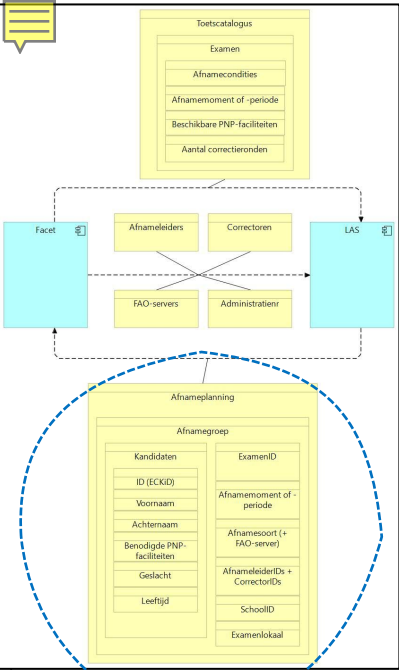 Toetscatalogus
Examen
Afnamecondities
Afnamemoment of -periode
Beschikbare PNP-faciliteiten
Aantal correctieronden
Facet
Afnameleiders
Correctoren
LAS
FAO-servers
Administratienr
Afnameplanning
Afnamegroep
Kandidaten
ID (ECKiD)
Voornaam
Achternaam
Benodigde PNP-
faciliteiten
Geslacht
Leeftijd
ExamenID
Afnamemoment of -
periode
Afnamesoort (+
FAO-server)
AfnameleiderIDs +
CorrectorIDs
SchoolID
Examenlokaal